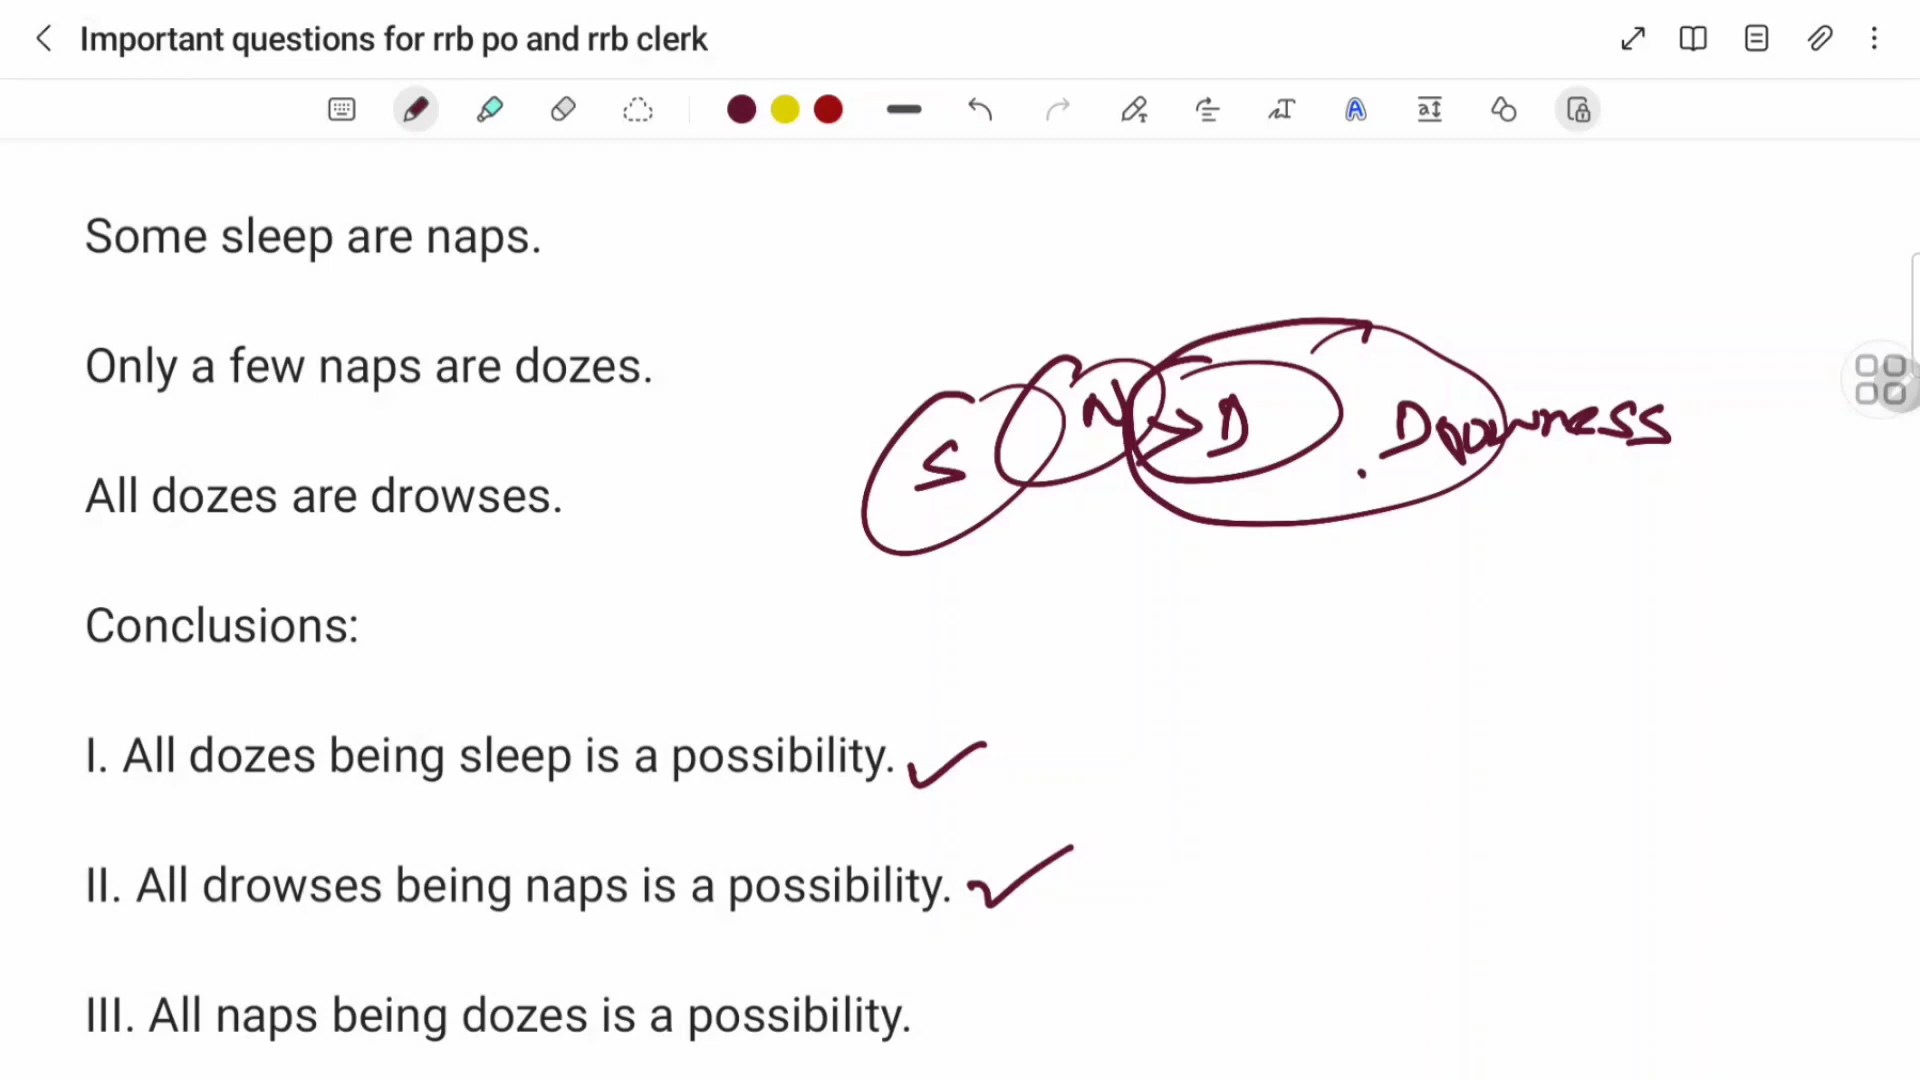 Important questions for rrb po and rrb clerk
Some sleep are naps.
Only a few naps are dozes.
All dozes are drowses.
S N D
Conclusions:
I. All dozes being sleep is a possibility.
II. All drowses being naps is a possibility.
III. All naps being dozes is a possibility.